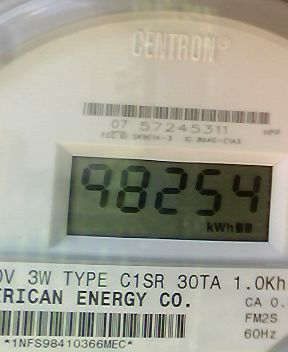 CENTRON®
07 57245311
98254
kWh
0V 3W TYPE C1SR 30TA 1.0Kh
ERICAN ENERGY CO.
CA 0.
FM2S
60Hz
*1NFS98410366MEC*